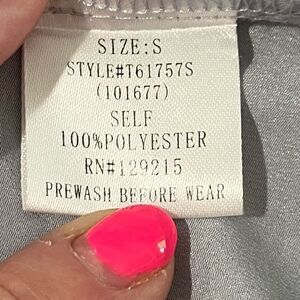 SIZE:S
STYLE#T61757S
(101677)
SELF
100%POLYESTER
RN#129215
PREWASH BEFORE WEAR